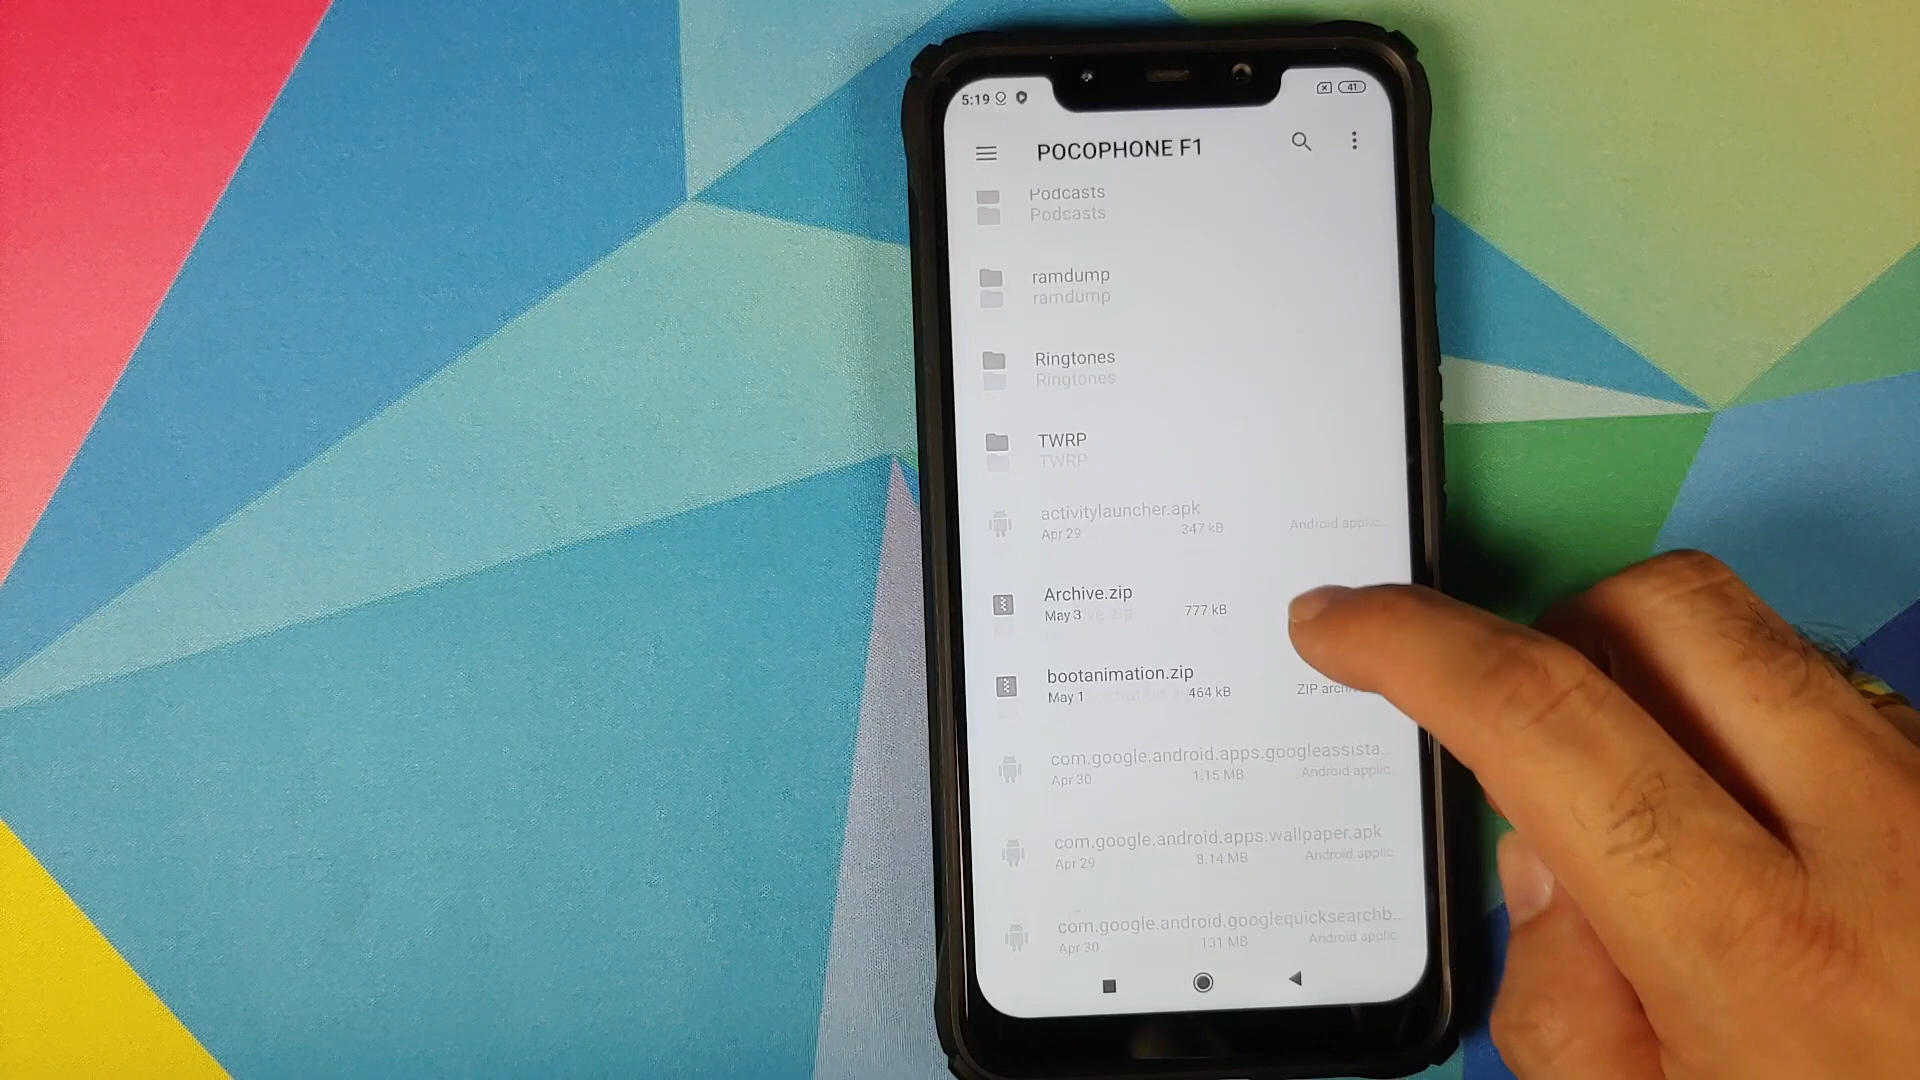 5:19
41
POCOPHONE F1
Podcasts
Podcasts
ramdump
ramdump
Ringtones
Ringtones
TWRP
TWRP
activitylauncher.apk
Apr 29 347 kB Android applic...
Archive.zip
May 3 777 kB
bootanimation.zip
May 1 464 kB ZIP archi
com.google.android.apps.googleassista...
Apr 30 1.15 MB Android applic
com.google.android.apps.wallpaper.apk
Apr 29 8.14 MB Android applic
com.google.android.googlequicksearchb...
Apr 30 131 MB Android applic